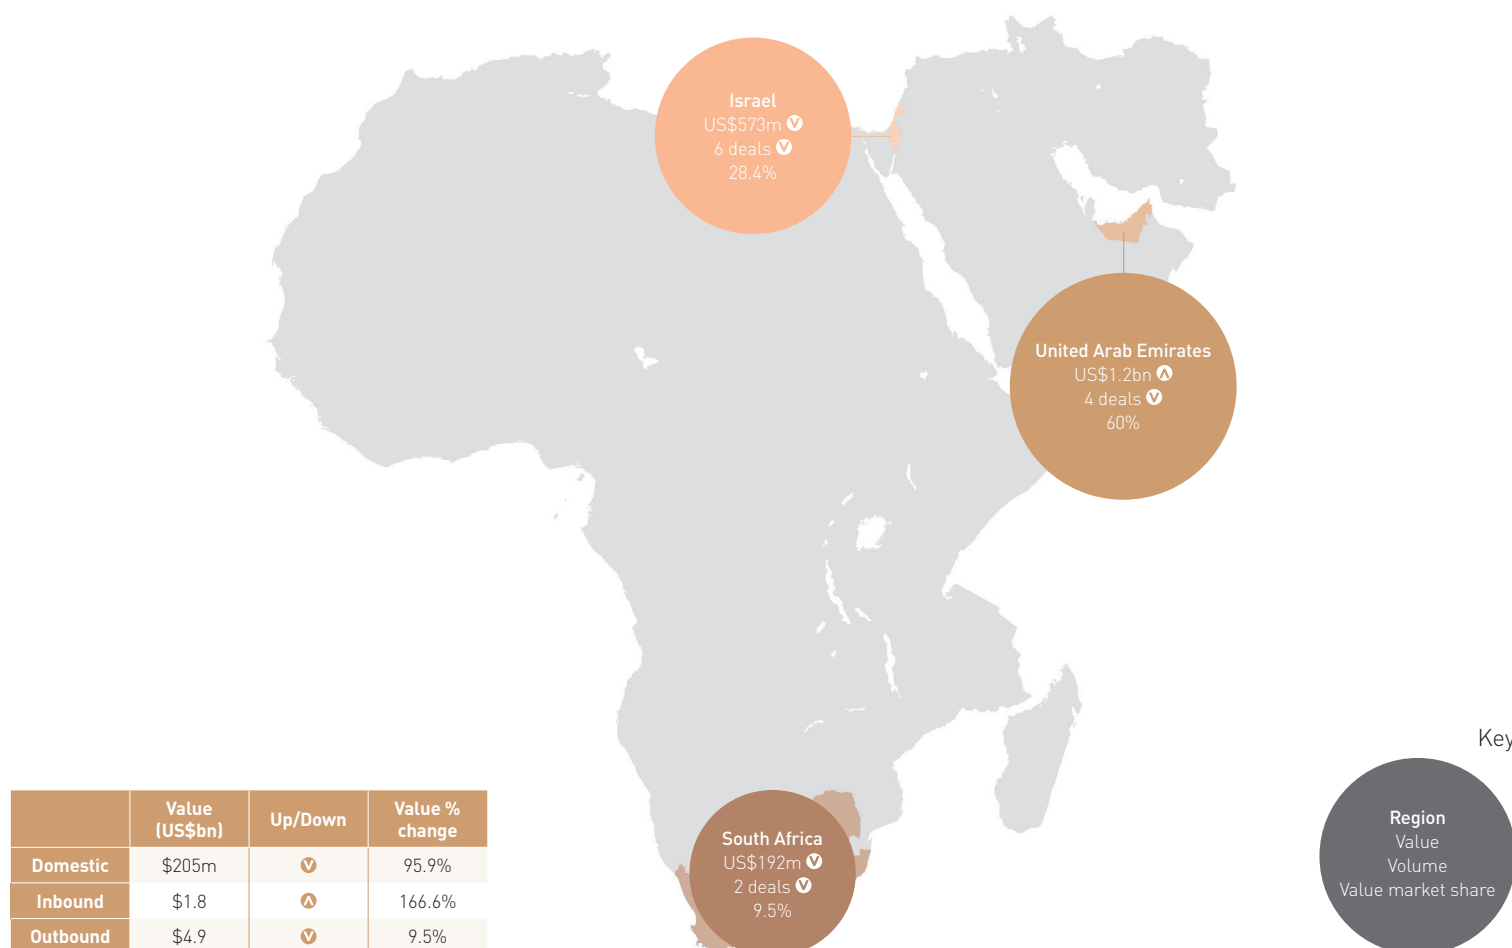 Israel
US$573m
6 deals
28.4%
United Arab Emirates
US$1.2bn
4 deals
60%
South Africa
US$192m
2 deals
9.5%
Key
Region
Value
Volume
Value market share
Value (US$bn) Up/Down Value % change
Domestic $205m 95.9%
Inbound $1.8 166.6%
Outbound $4.9 9.5%